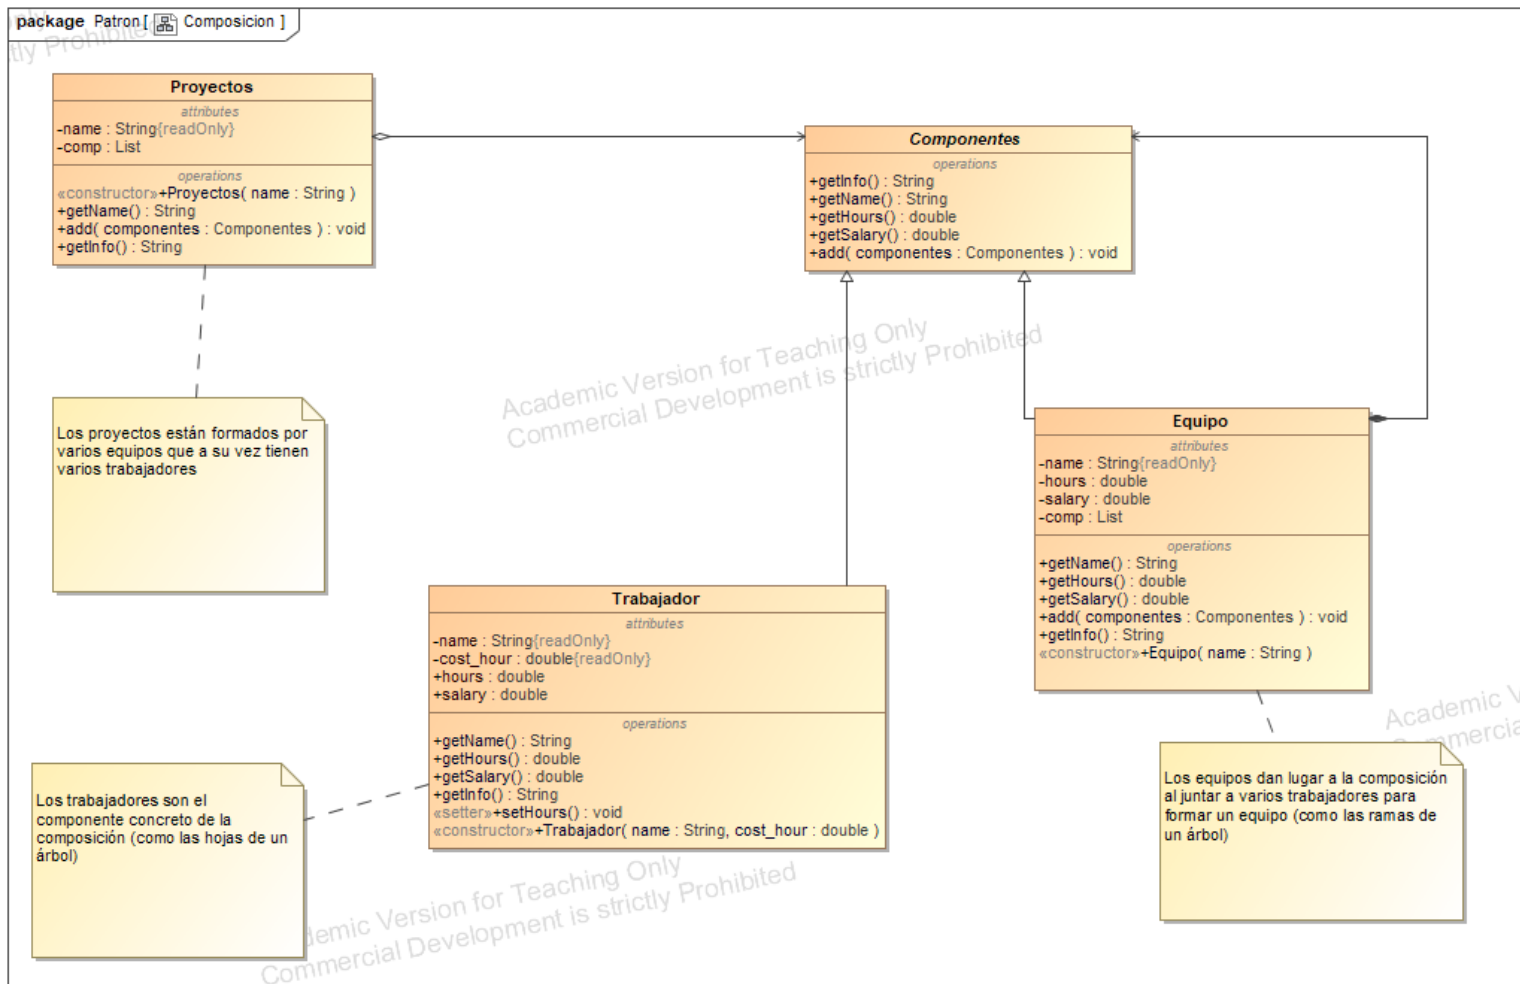 package Patron [ Composicion ]
Proyectos
attributes
-name : String{readOnly}
-comp : List
operations
«constructor»+Proyectos( name : String )
+getName() : String
+add( componentes : Componentes ) : void
+getInfo() : String
Componentes
operations
+getInfo() : String
+getName() : String
+getHours() : double
+getSalary() : double
+add( componentes : Componentes ) : void
Academic Version for Teaching Only
Commercial Development is strictly Prohibited
Los proyectos están formados por
varios equipos que a su vez tienen
varios trabajadores
Equipo
attributes
-name : String{readOnly}
-hours : double
-salary : double
-comp : List
operations
+getName() : String
+getHours() : double
+getSalary() : double
+add( componentes : Componentes ) : void
+getInfo() : String
«constructor»+Equipo( name : String )
Trabajador
attributes
-name : String{readOnly}
-cost_hour : double{readOnly}
+hours : double
+salary : double
operations
+getName() : String
+getHours() : double
+getSalary() : double
+getInfo() : String
«setter»+setHours() : void
«constructor»+Trabajador( name : String, cost_hour : double )
Los trabajadores son el
componente concreto de la
composición (como las hojas de un
árbol)
Los equipos dan lugar a la composición
al juntar a varios trabajadores para
formar un equipo (como las ramas de
un árbol)
Academic V
mmercia
demic Version for Teaching Only
Commercial Development is strictly Prohibited